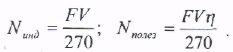 N_инд = FV/270; N_полез = FVη/270.